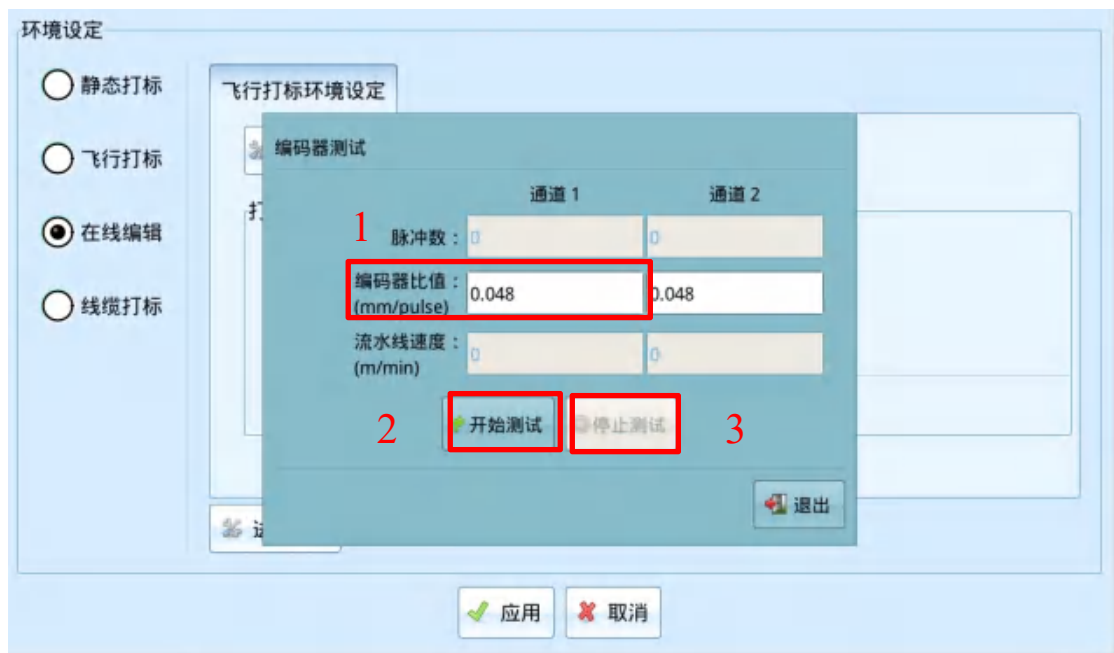 环境设定
静态打标
飞行打标
在线编辑
线缆打标
飞行打标环境设定
编码器测试
通道 1 通道 2
1
脉冲数： 0 0
编码器比值：
(mm/pulse) 0.048 0.048
流水线速度：
(m/min) 0 0
2 开始测试 停止测试 3
退出
应用 取消